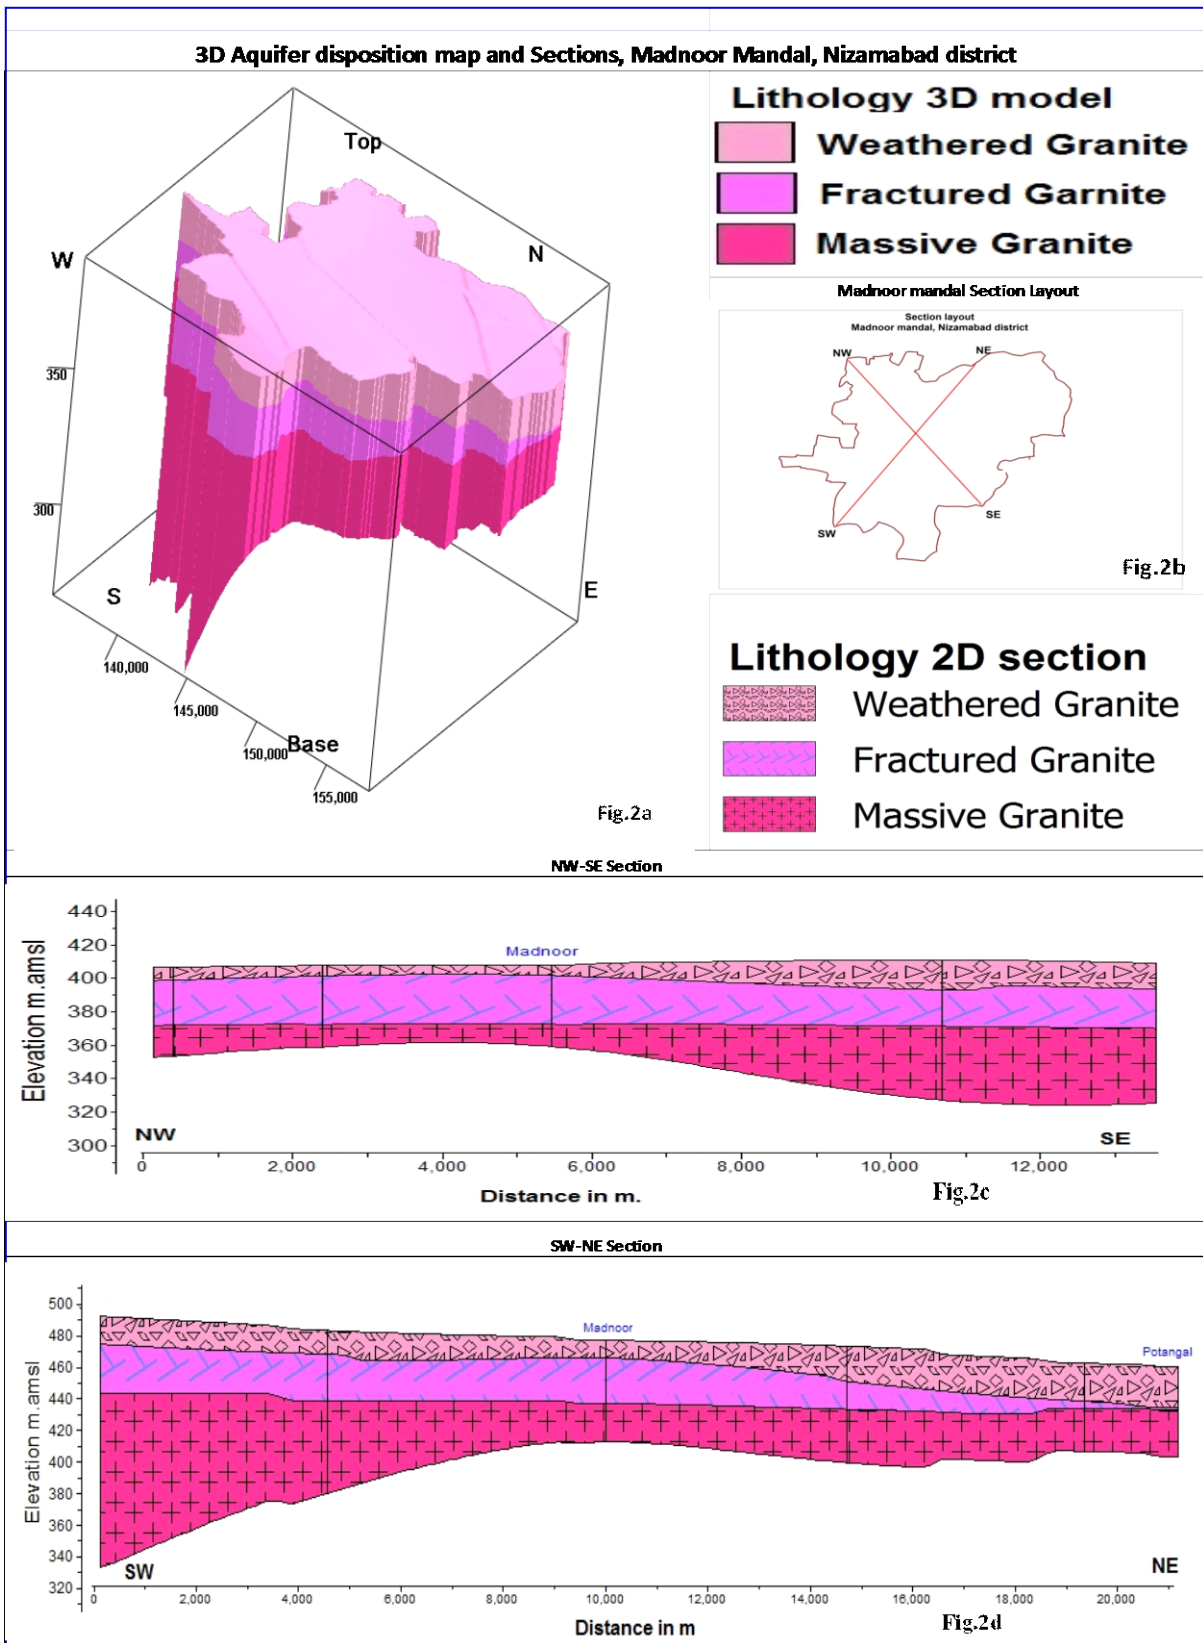 3D Aquifer disposition map and Sections, Madnoor Mandal, Nizamabad district
Top
W
N
350
300
S
E
140,000
145,000
150,000
Base
155,000
Fig.2a
Lithology 3D model
Weathered Granite
Fractured Garnite
Massive Granite
Madnoor mandal Section Layout
Section layout
Madnoor mandal, Nizamabad district
NW
NE
SW
SE
Fig.2b
Lithology 2D section
Weathered Granite
Fractured Granite
Massive Granite
NW-SE Section
Elevation m.amsl
440
420
400
380
360
340
320
300
Madnoor
NW
SE
0 2,000 4,000 6,000 8,000 10,000 12,000
Distance in m.
Fig.2c
SW-NE Section
Elevation m.amsl
500
480
460
440
420
400
380
360
340
320
Madnoor
Potangal
SW
NE
0 2,000 4,000 6,000 8,000 10,000 12,000 14,000 16,000 18,000 20,000
Distance in m
Fig.2d